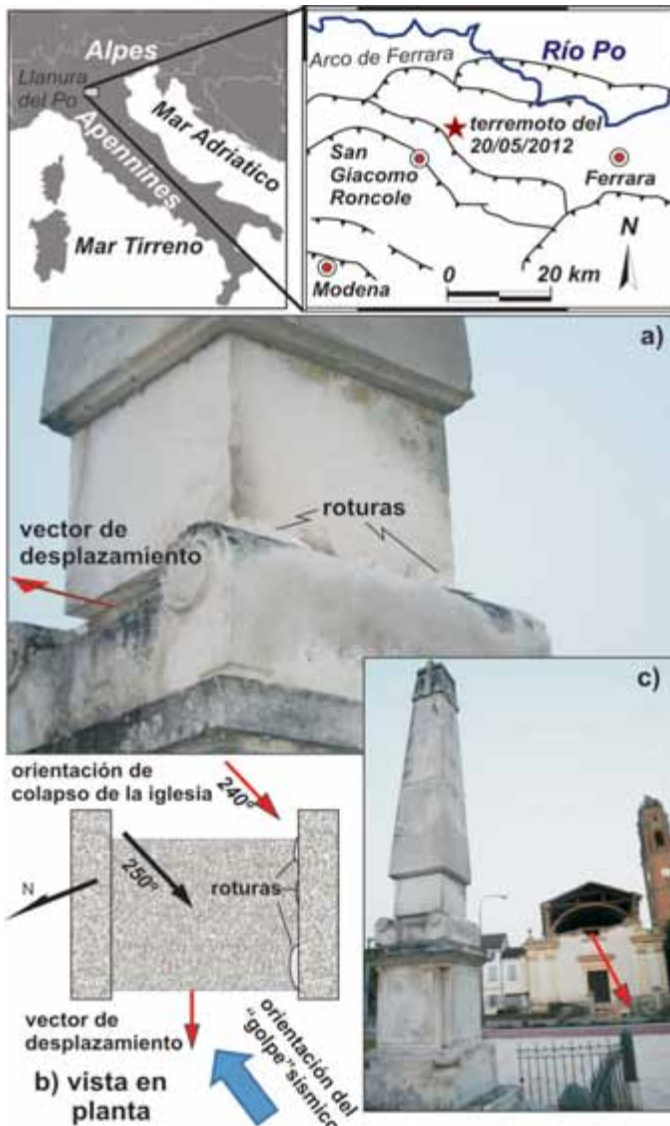 Alpes
Llanura
del Po
Apennines
Mar Adriatico
Mar Tirreno
Río Po
Arco de Ferrara
terremoto del
20/05/2012
San
Giacomo
Roncole
Ferrara
N
0 20 km
Modena
a)
roturas
vector de
desplazamiento
c)
orientación de
colapso de la iglesia
240º
N
250º
roturas
vector de
desplazamiento
orientación del
"golpe"sísmico
b) vista en
planta